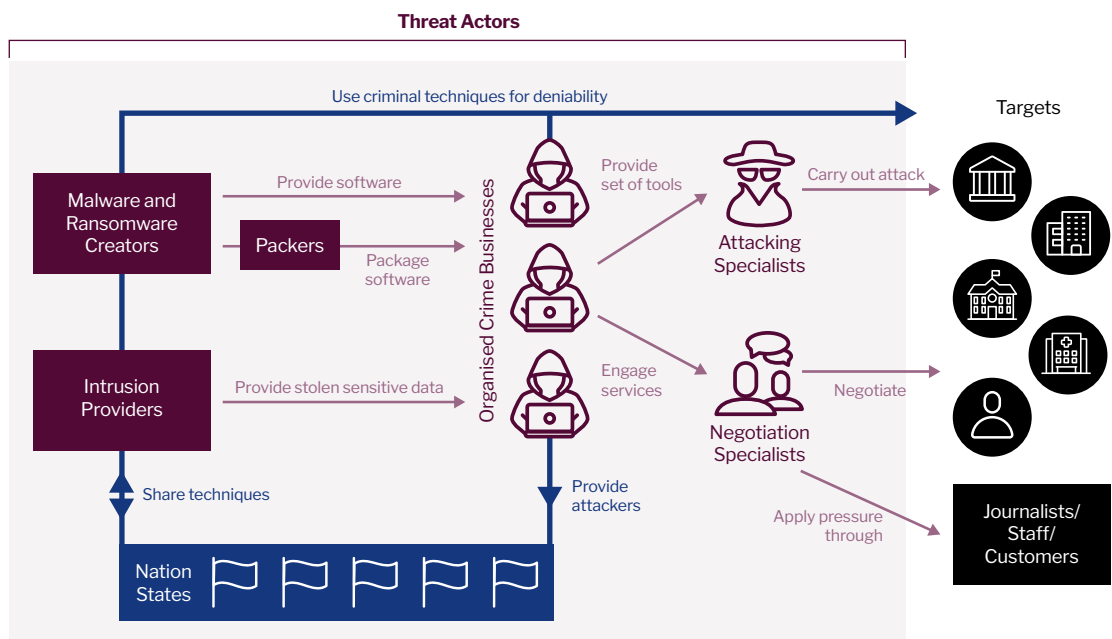 Threat Actors
Use criminal techniques for deniability
Targets
Malware and
Ransomware
Creators
Provide software
Packers
Package
software
Organised Crime Businesses
Provide
set of tools
Attacking
Specialists
Carry out attack
Intrusion
Providers
Provide stolen sensitive data
Engage
services
Negotiation
Specialists
Negotiate
Share techniques
Provide
attackers
Apply pressure
through
Journalists/
Staff/
Customers
Nation
States